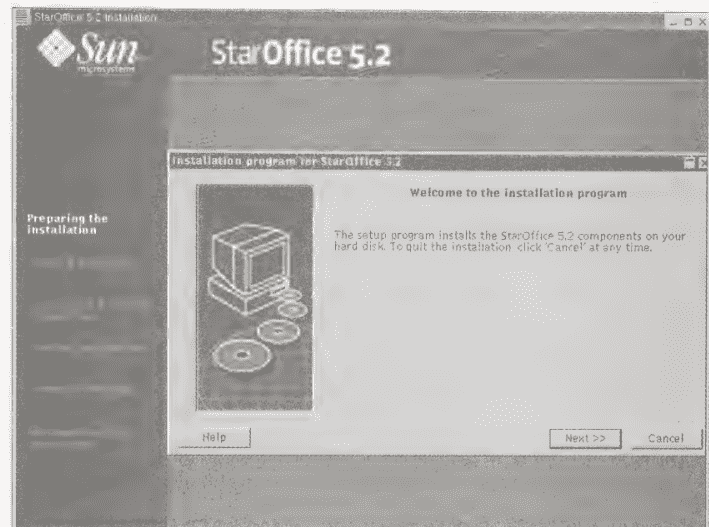 StarOffice 5.2 Installation
Sun
microsystems
StarOffice 5.2
Installation program for StarOffice 5.2
Welcome to the installation program
Preparing the
installation
The setup program installs the StarOffice 5.2 components on your
hard disk. To quit the installation click 'Cancel' at any time.
Help
Next >>
Cancel